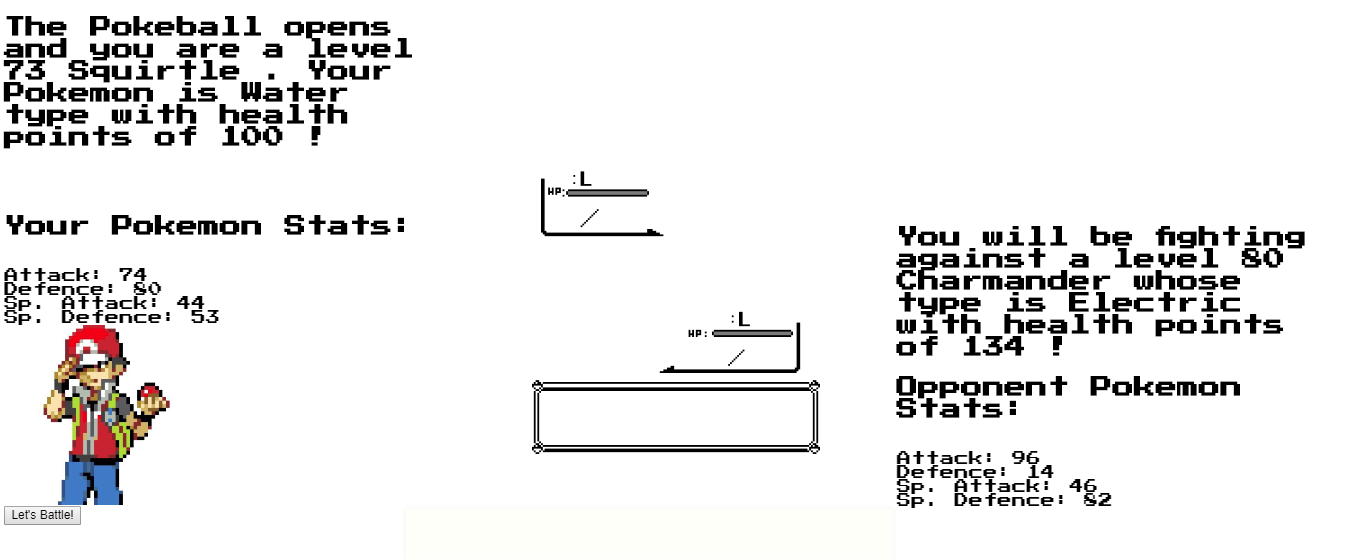 The Pokeball opens
and you are a level
73 Squirtle . Your
Pokemon is Water
type with health
points of 100 !
Your Pokemon Stats:
Attack: 74
Defence: 80
Sp. Attack: 44
Sp. Defence: 53
Let's Battle!
:L
HP:
/
:L
HP:
/
You will be fighting
against a level 80
Charmander whose
type is Electric
with health points
of 134 !
Opponent Pokemon
Stats:
Attack: 96
Defence: 14
Sp. Attack: 46
Sp. Defence: 82